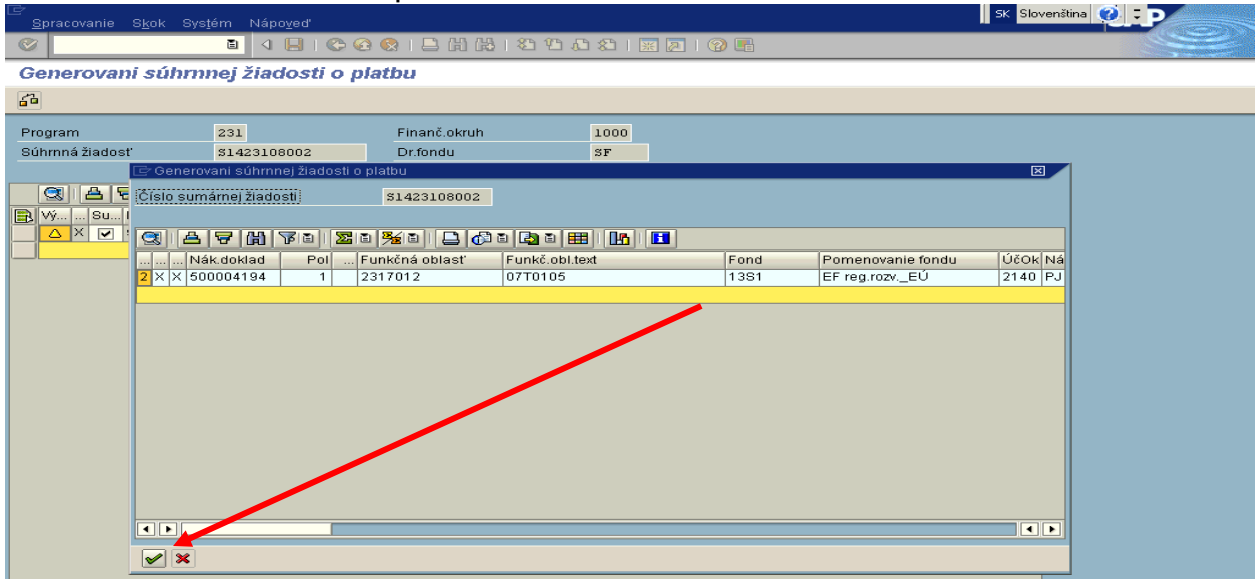 Spracovanie Skok Systém Nápoveď
SK Slovenština
Generovani súhrnnej žiadosti o platbu
Program 231 Finanč.okruh 1000
Súhrnná žiadosť S1423108002 Dr.fondu SF
Generovani súhrnnej žiadosti o platbu
Číslo sumárnej žiadosti S1423108002
Vý... ... Su...
X
... ... ... Nák.doklad Pol ... Funkčná oblasť Funkč.obl.text Fond Pomenovanie fondu ÚčOk Ná
2 X X 500004194 1 2317012 07T0105 13S1 EF reg.rozv._EÚ 2140 PJ